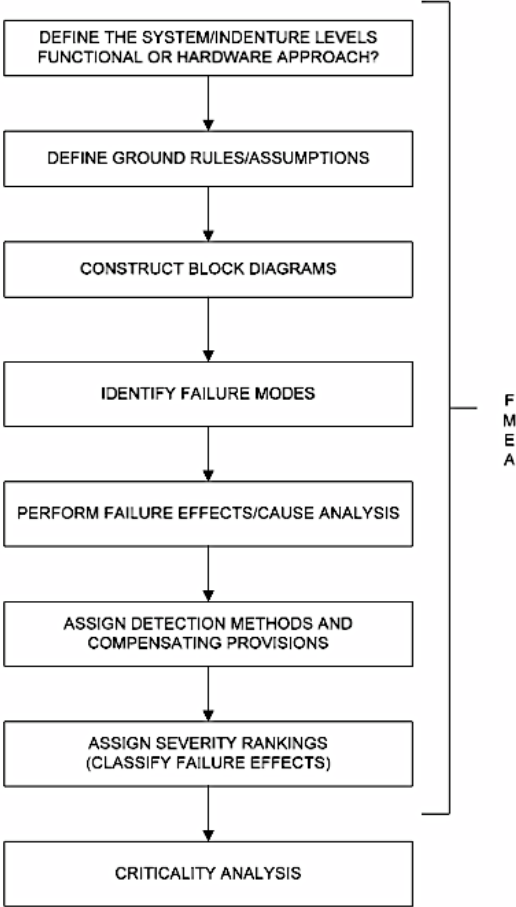 DEFINE THE SYSTEM/INDENTURE LEVELS
FUNCTIONAL OR HARDWARE APPROACH?
DEFINE GROUND RULES/ASSUMPTIONS
CONSTRUCT BLOCK DIAGRAMS
IDENTIFY FAILURE MODES
PERFORM FAILURE EFFECTS/CAUSE ANALYSIS
ASSIGN DETECTION METHODS AND
COMPENSATING PROVISIONS
ASSIGN SEVERITY RANKINGS
(CLASSIFY FAILURE EFFECTS)
CRITICALITY ANALYSIS
F
M
E
A